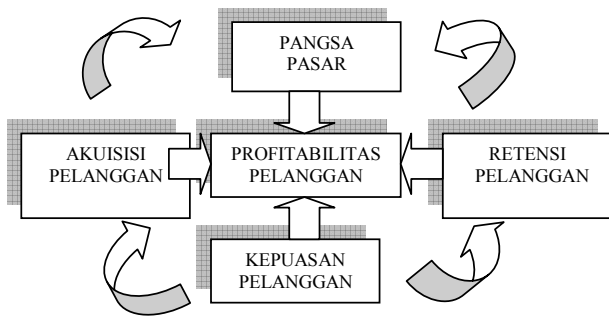 PANGSA
PASAR
AKUISISI
PELANGGAN
PROFITABILITAS
PELANGGAN
RETENSI
PELANGGAN
KEPUASAN
PELANGGAN